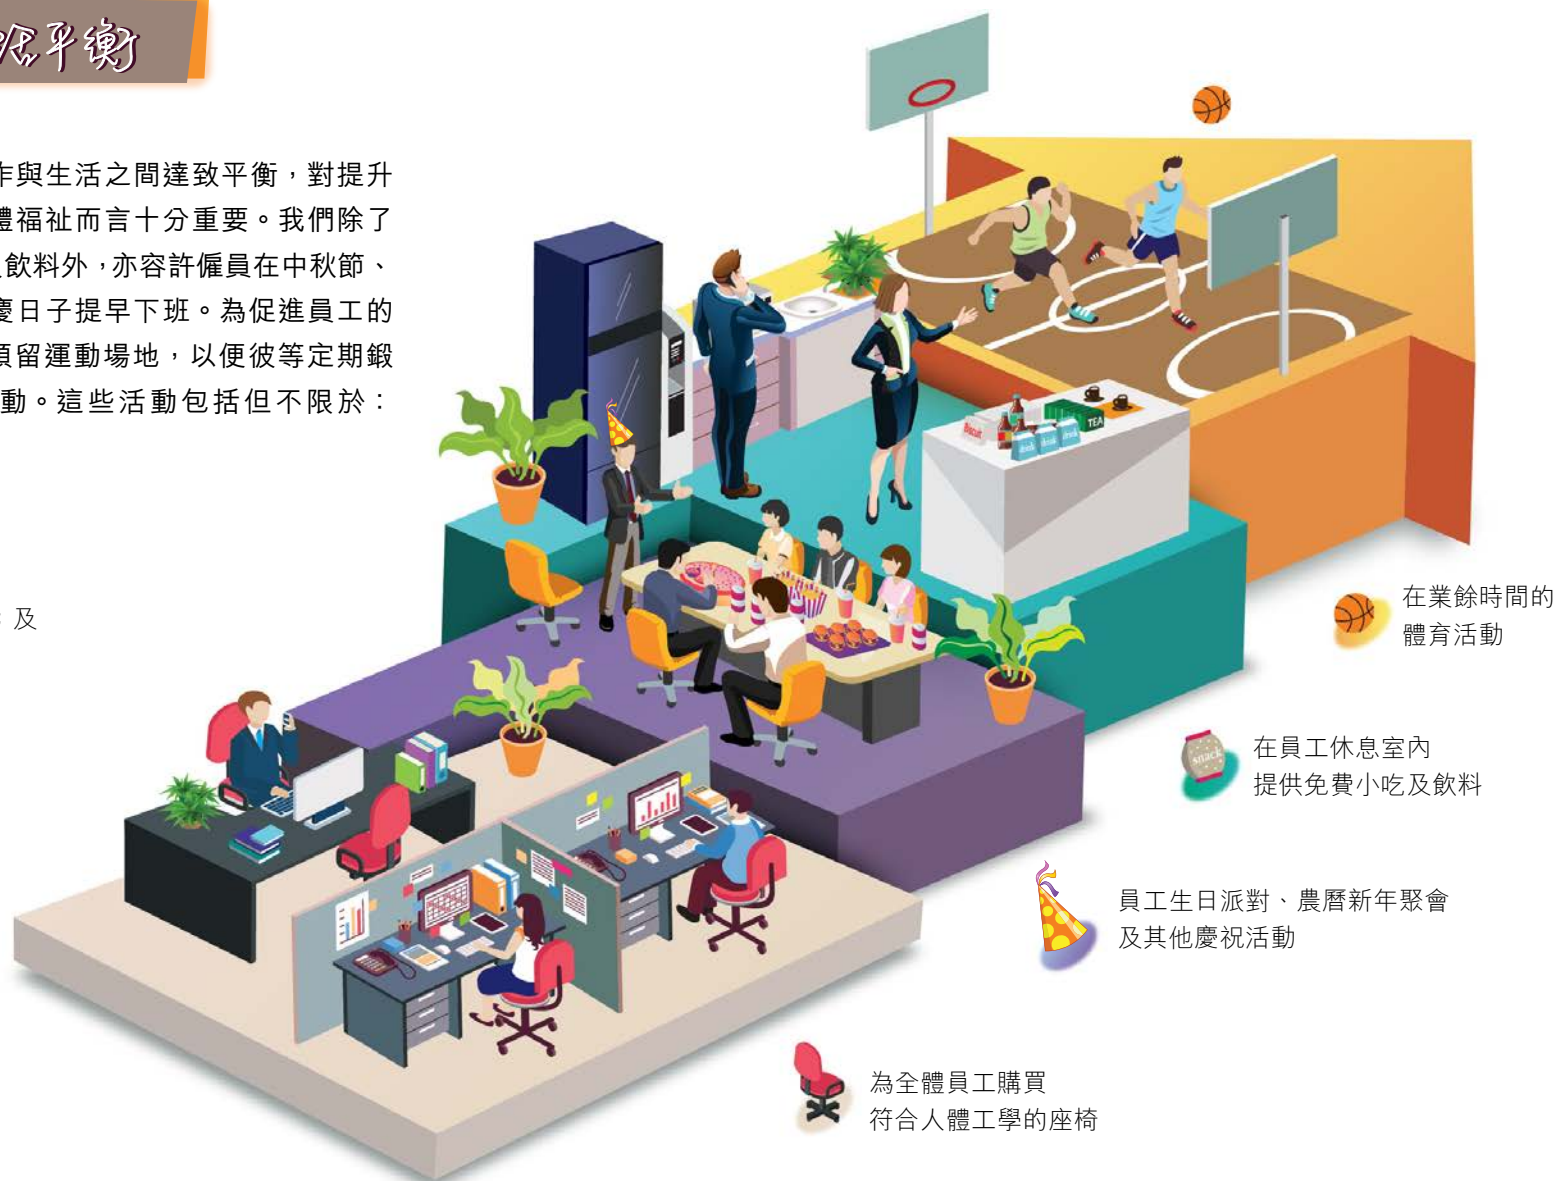 活平衡
作與生活之間達致平衡，對提升
體福祉而言十分重要。我們除了
飲料外，亦容許僱員在中秋節、
慶日子提早下班。為促進員工的
預留運動場地，以便彼等定期鍛
動。這些活動包括但不限於：
及
Biscuit
drink drink drink
TEA
在業餘時間的
體育活動
snack
在員工休息室內
提供免費小吃及飲料
員工生日派對、農曆新年聚會
及其他慶祝活動
為全體員工購買
符合人體工學的座椅